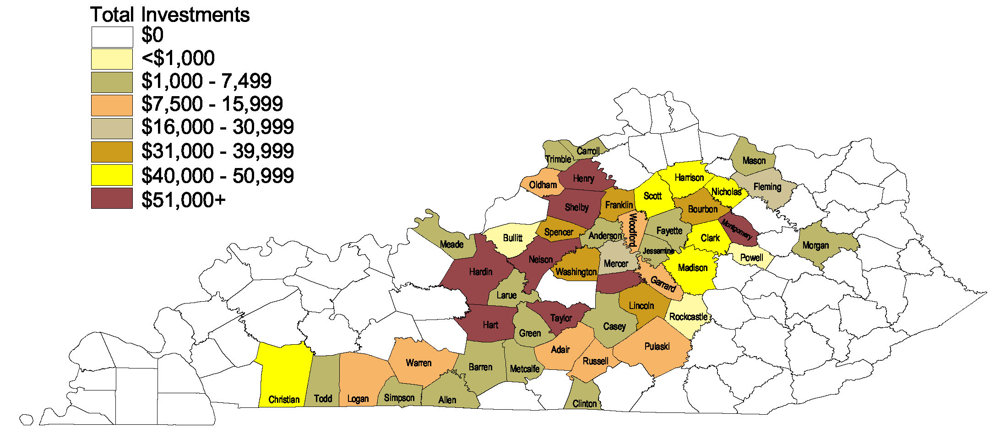 Total Investments
$0
<$1,000
$1,000 - 7,499
$7,500 - 15,999
$16,000 - 30,999
$31,000 - 39,999
$40,000 - 50,999
$51,000+
Carroll
Trimble
Mason
Henry
Harrison
Oldham
Fleming
Nicholas
Scott
Franklin
Shelby
Bourbon
Woodford
Montgomery
Fayette
Spencer
Anderson
Bullitt
Clark
Meade
Morgan
Jessamine
Powell
Nelson
Mercer
Madison
Hardin
Washington
Garrard
Larue
Lincoln
Rockcastle
Taylor
Hart
Casey
Green
Pulaski
Adair
Russell
Warren
Barren
Metcalfe
Christian
Todd
Logan
Simpson
Allen
Clinton